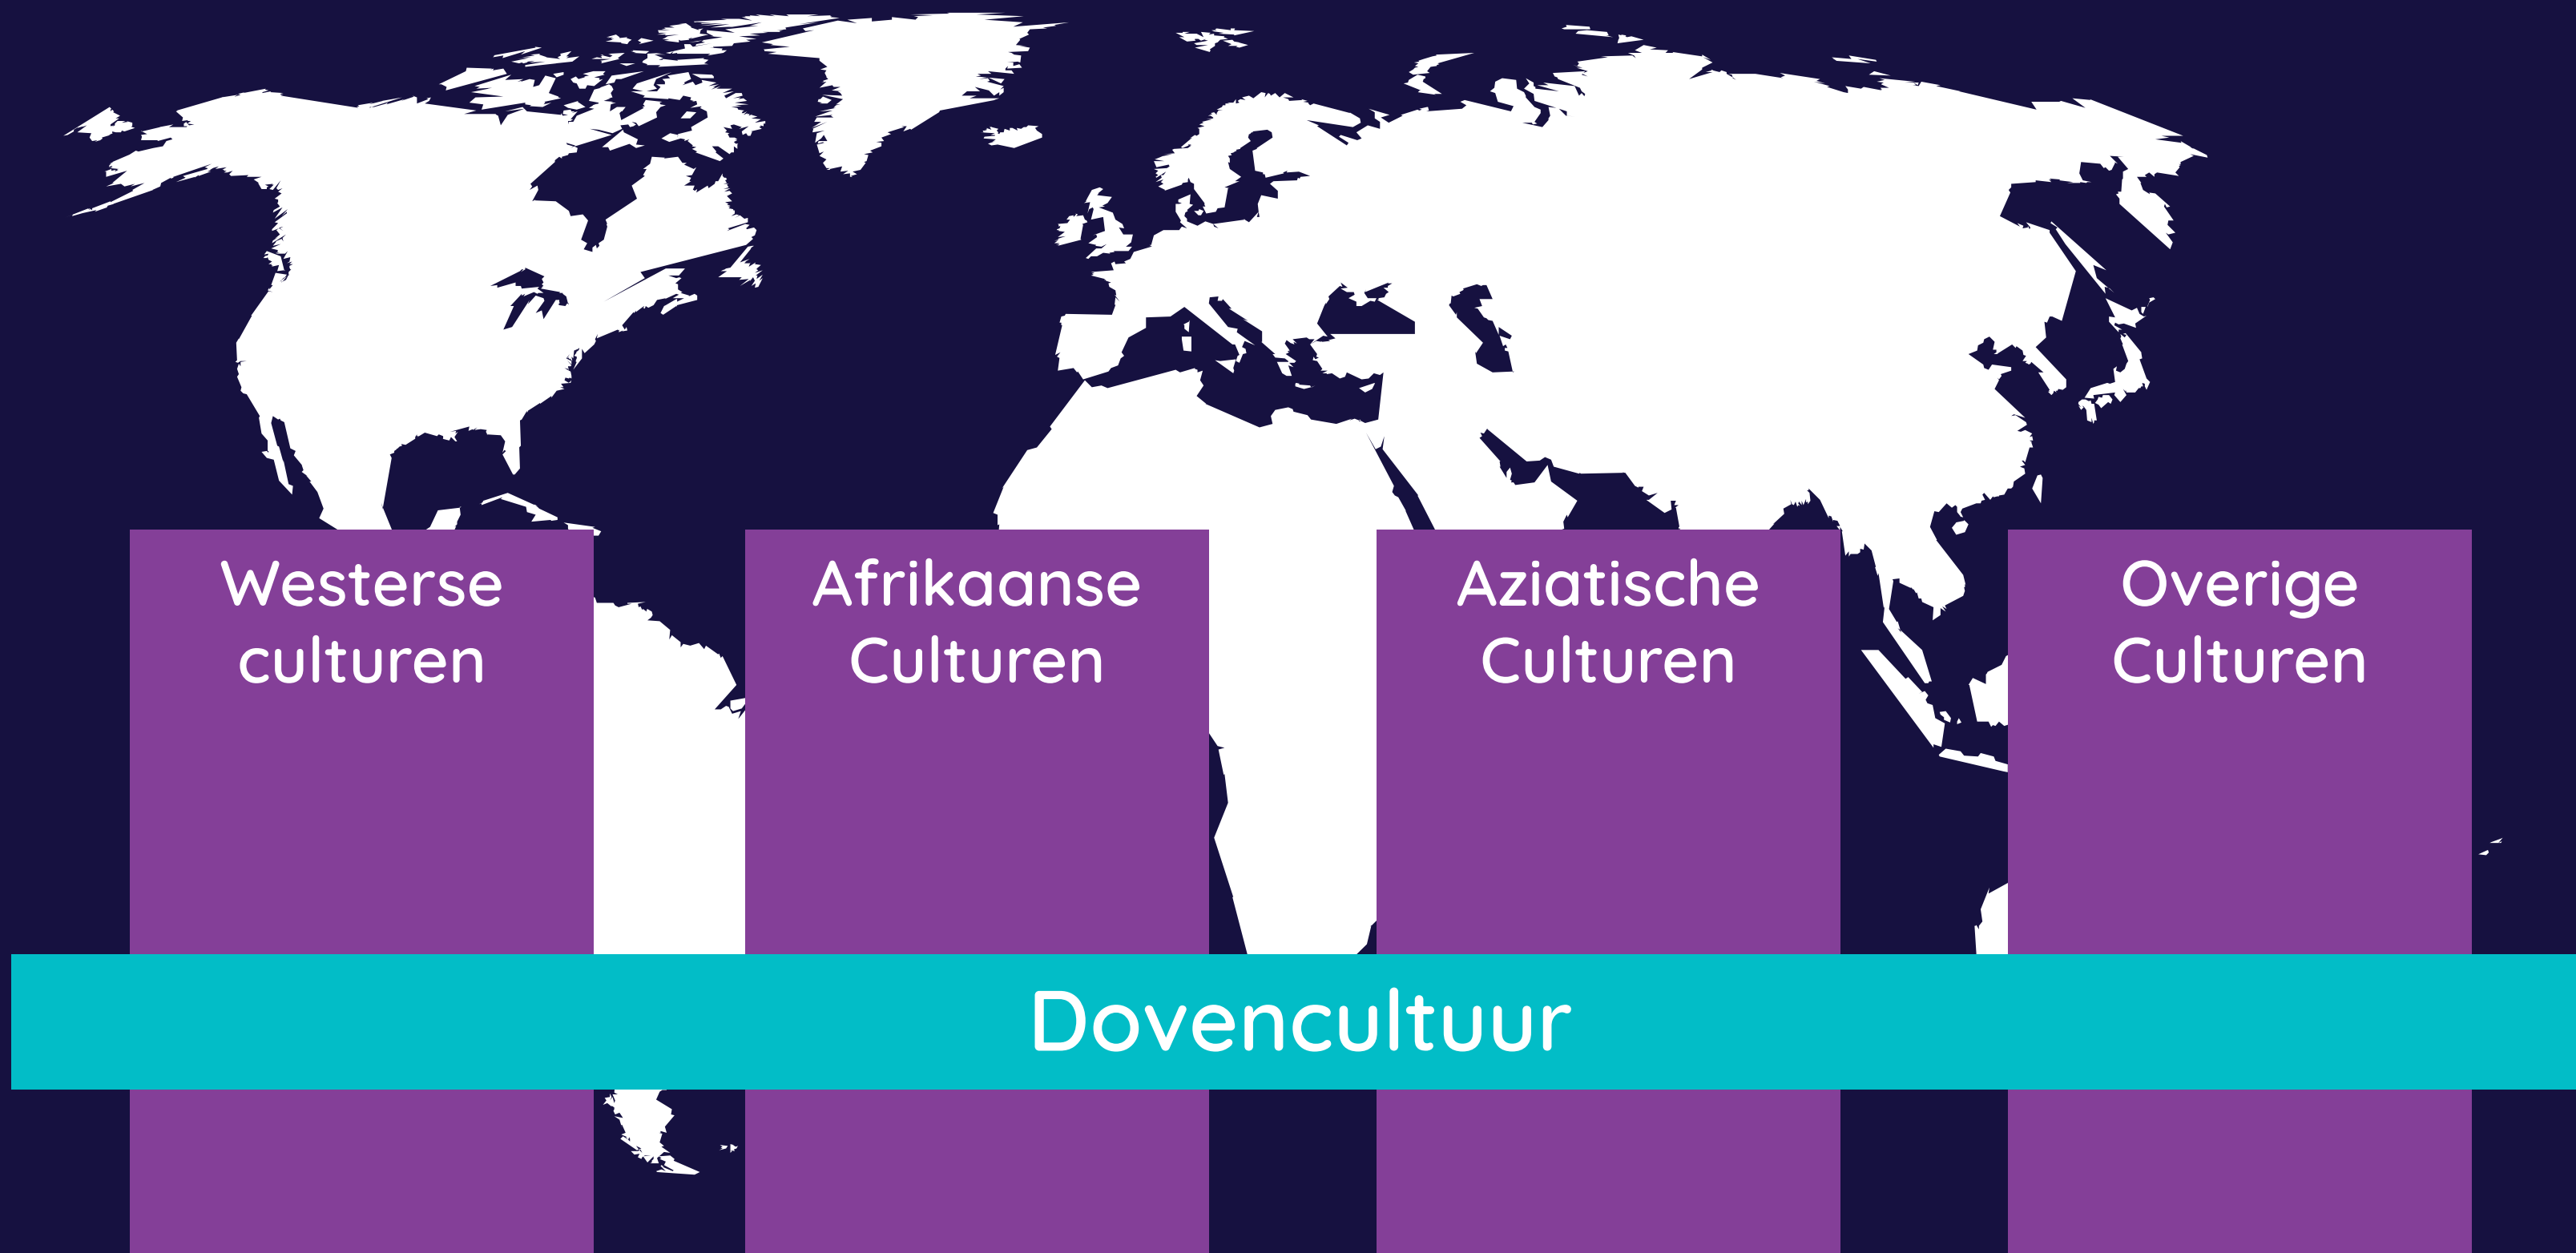 Westerse
culturen
Afrikaanse
Culturen
Aziatische
Culturen
Overige
Culturen
Dovencultuur